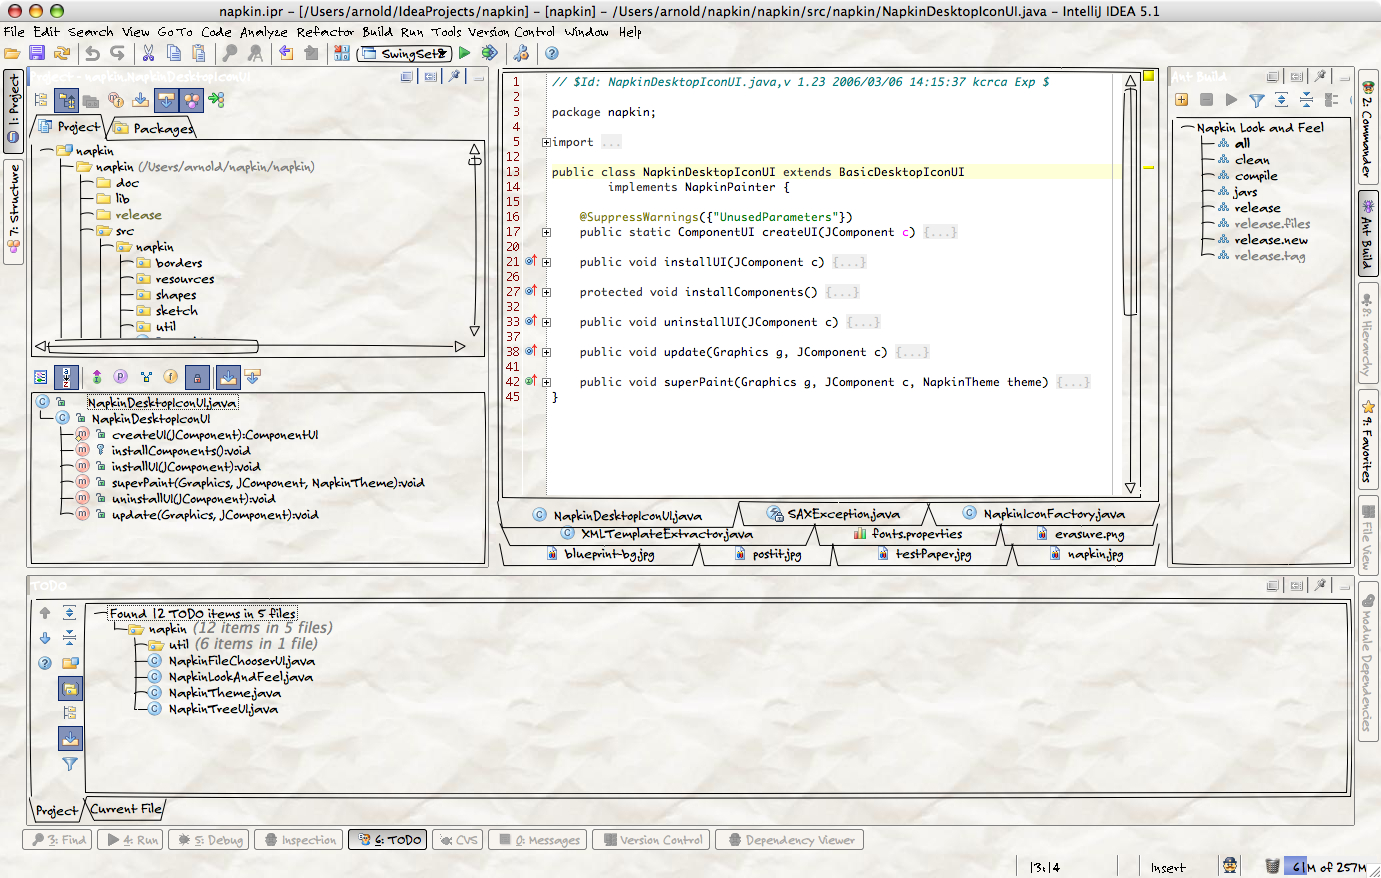 napkin.ipr - [/Users/arnold/IdeaProjects/napkin] - [napkin] - /Users/arnold/napkin/napkin/src/napkin/NapkinDesktopIconUI.java - IntelliJ IDEA 5.1
File Edit Search View Go To Code Analyze Refactor Build Run Tools Version Control Window Help
SwingSet2
Project - napkin.NapkinDesktopIconUI
1: Project
7: Structure
Project Packages
napkin
napkin (/Users/arnold/napkin/napkin)
doc
lib
release
src
napkin
borders
resources
shapes
sketch
util
NapkinDesktopIconUI.java
NapkinDesktopIconUI
createUI(JComponent):ComponentUI
installComponents():void
installUI(JComponent):void
superPaint(Graphics, JComponent, NapkinTheme):void
uninstallUI(JComponent):void
update(Graphics, JComponent):void
1 // $Id: NapkinDesktopIconUI.java,v 1.23 2006/03/06 14:15:37 kcrca Exp $
2
3 package napkin;
4
5 import ...
12
13 public class NapkinDesktopIconUI extends BasicDesktopIconUI
14 implements NapkinPainter {
15
16 @SuppressWarnings({"UnusedParameters"})
17 public static ComponentUI createUI(JComponent c) {...}
20
21 public void installUI(JComponent c) {...}
26
27 protected void installComponents() {...}
32
33 public void uninstallUI(JComponent c) {...}
37
38 public void update(Graphics g, JComponent c) {...}
41
42 public void superPaint(Graphics g, JComponent c, NapkinTheme theme) {...}
45 }
NapkinDesktopIconUI.java SAXException.java NapkinIconFactory.java
XMLTemplateExtractor.java fonts.properties erasure.png
blueprint-bg.jpg postit.jpg testPaper.jpg napkin.jpg
Ant Build
Napkin Look and Feel
all
clean
compile
jars
release
release.files
release.new
release.tag
2: Commander
Ant Build
8: Hierarchy
9: Favorites
File View
Module Dependencies
TODO
Found 12 TODO items in 5 files
napkin (12 items in 5 files)
util (6 items in 1 file)
NapkinFileChooserUI.java
NapkinLookAndFeel.java
NapkinTheme.java
NapkinTreeUI.java
Project Current File
3: Find 4: Run 5: Debug Inspection 6: TODO CVS 0: Messages Version Control Dependency Viewer
13:14 Insert 61M of 257M